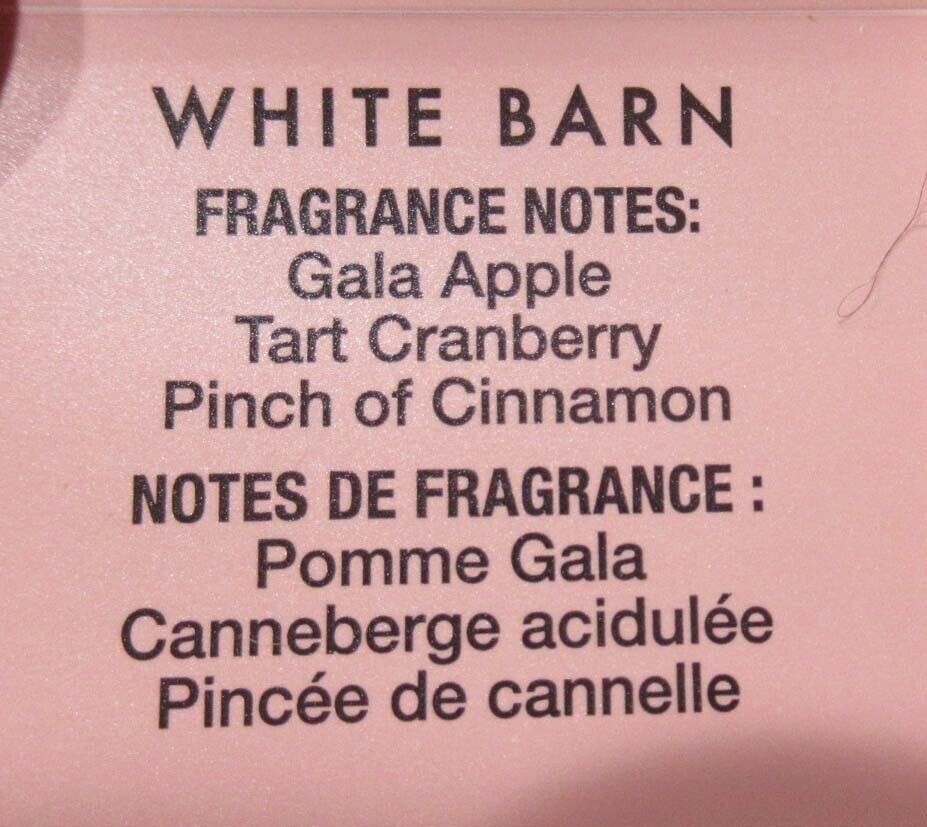 WHITE BARN
FRAGRANCE NOTES:
Gala Apple
Tart Cranberry
Pinch of Cinnamon
NOTES DE FRAGRANCE :
Pomme Gala
Canneberge acidulée
Pincée de cannelle